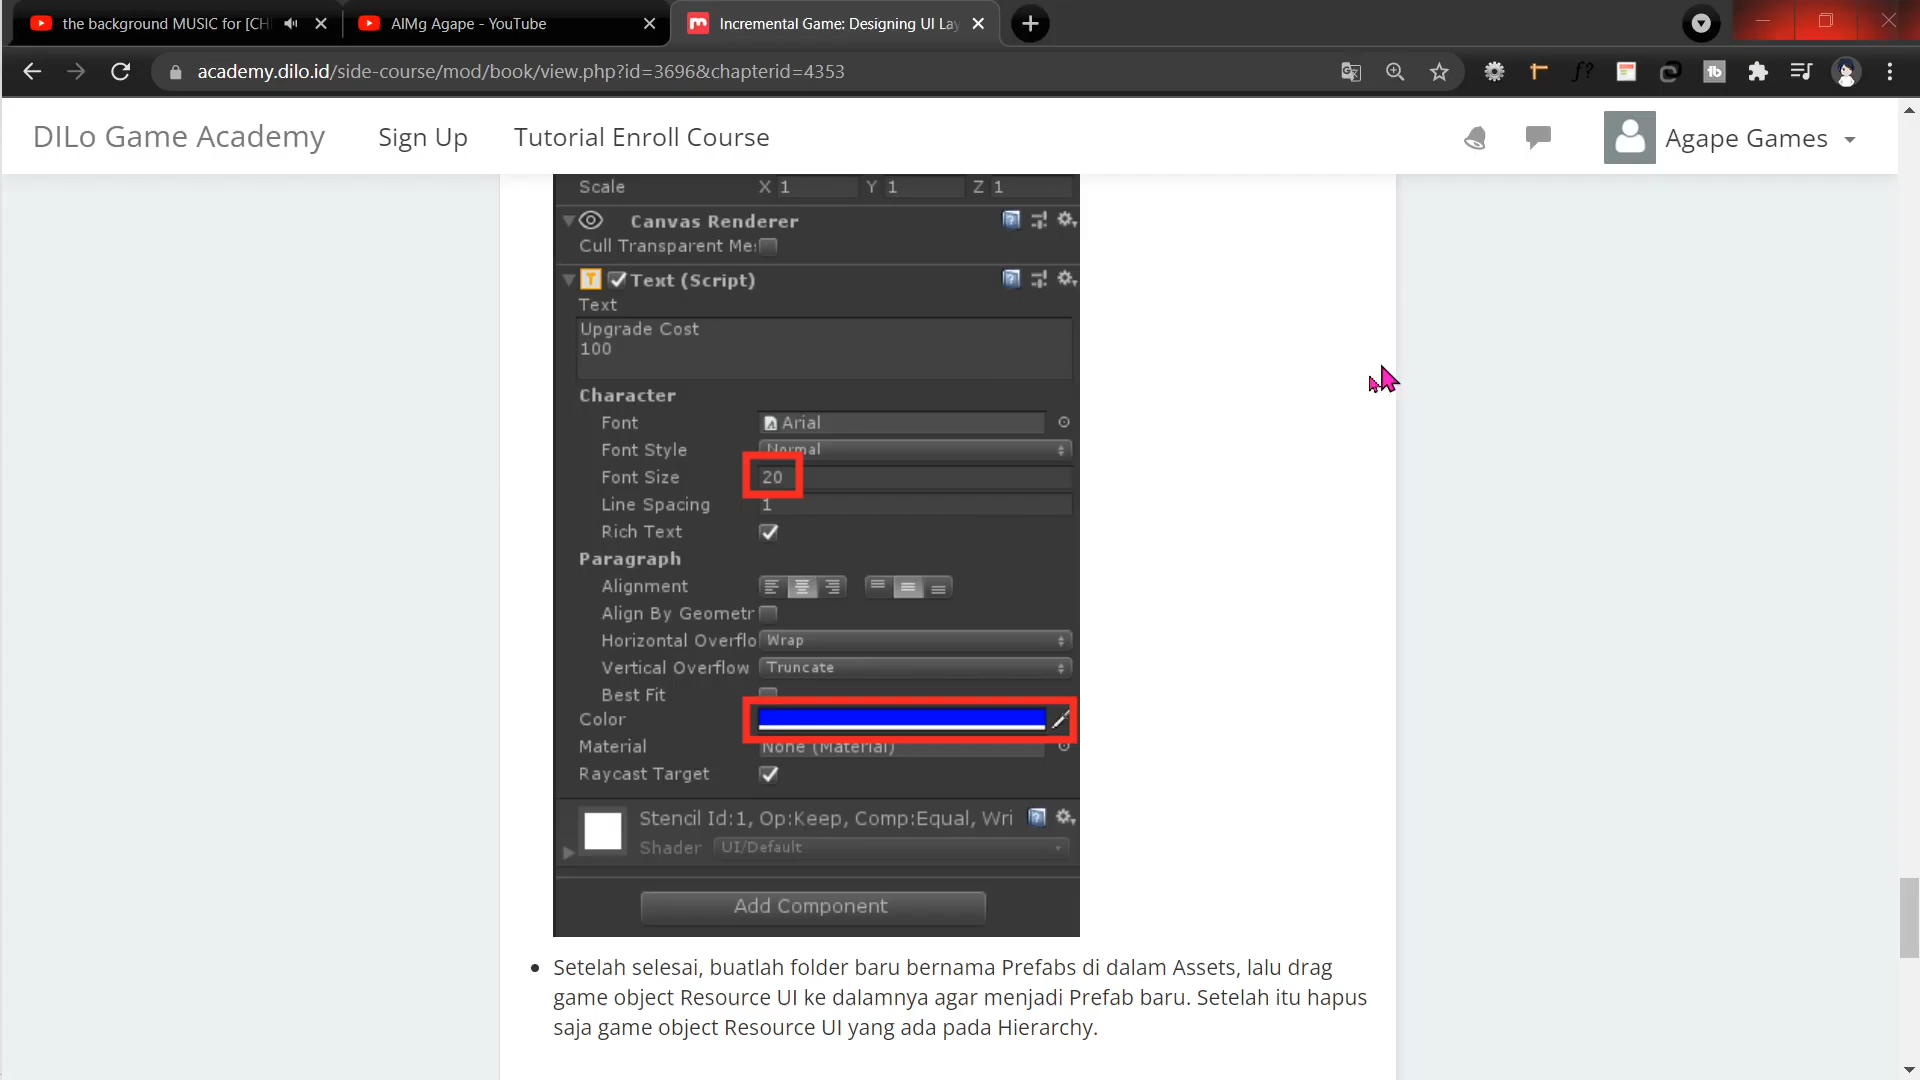 the background MUSIC for [CH
AIMg Agape - YouTube
Incremental Game: Designing UI Lay
academy.dilo.id/side-course/mod/book/view.php?id=3696&chapterid=4353
DILo Game Academy
Sign Up
Tutorial Enroll Course
Agape Games
Scale X 1 Y 1 Z 1
Canvas Renderer
Cull Transparent Me
Text (Script)
Text
Upgrade Cost
100
Character
Font Arial
Font Style Normal
Font Size 20
Line Spacing 1
Rich Text
Paragraph
Alignment
Align By Geometr
Horizontal Overflo Wrap
Vertical Overflow Truncate
Best Fit
Color
Material None (Material)
Raycast Target
Stencil Id:1, Op:Keep, Comp:Equal, Wri
Shader UI/Default
Add Component
• Setelah selesai, buatlah folder baru bernama Prefabs di dalam Assets, lalu drag
game object Resource UI ke dalamnya agar menjadi Prefab baru. Setelah itu hapus
saja game object Resource UI yang ada pada Hierarchy.